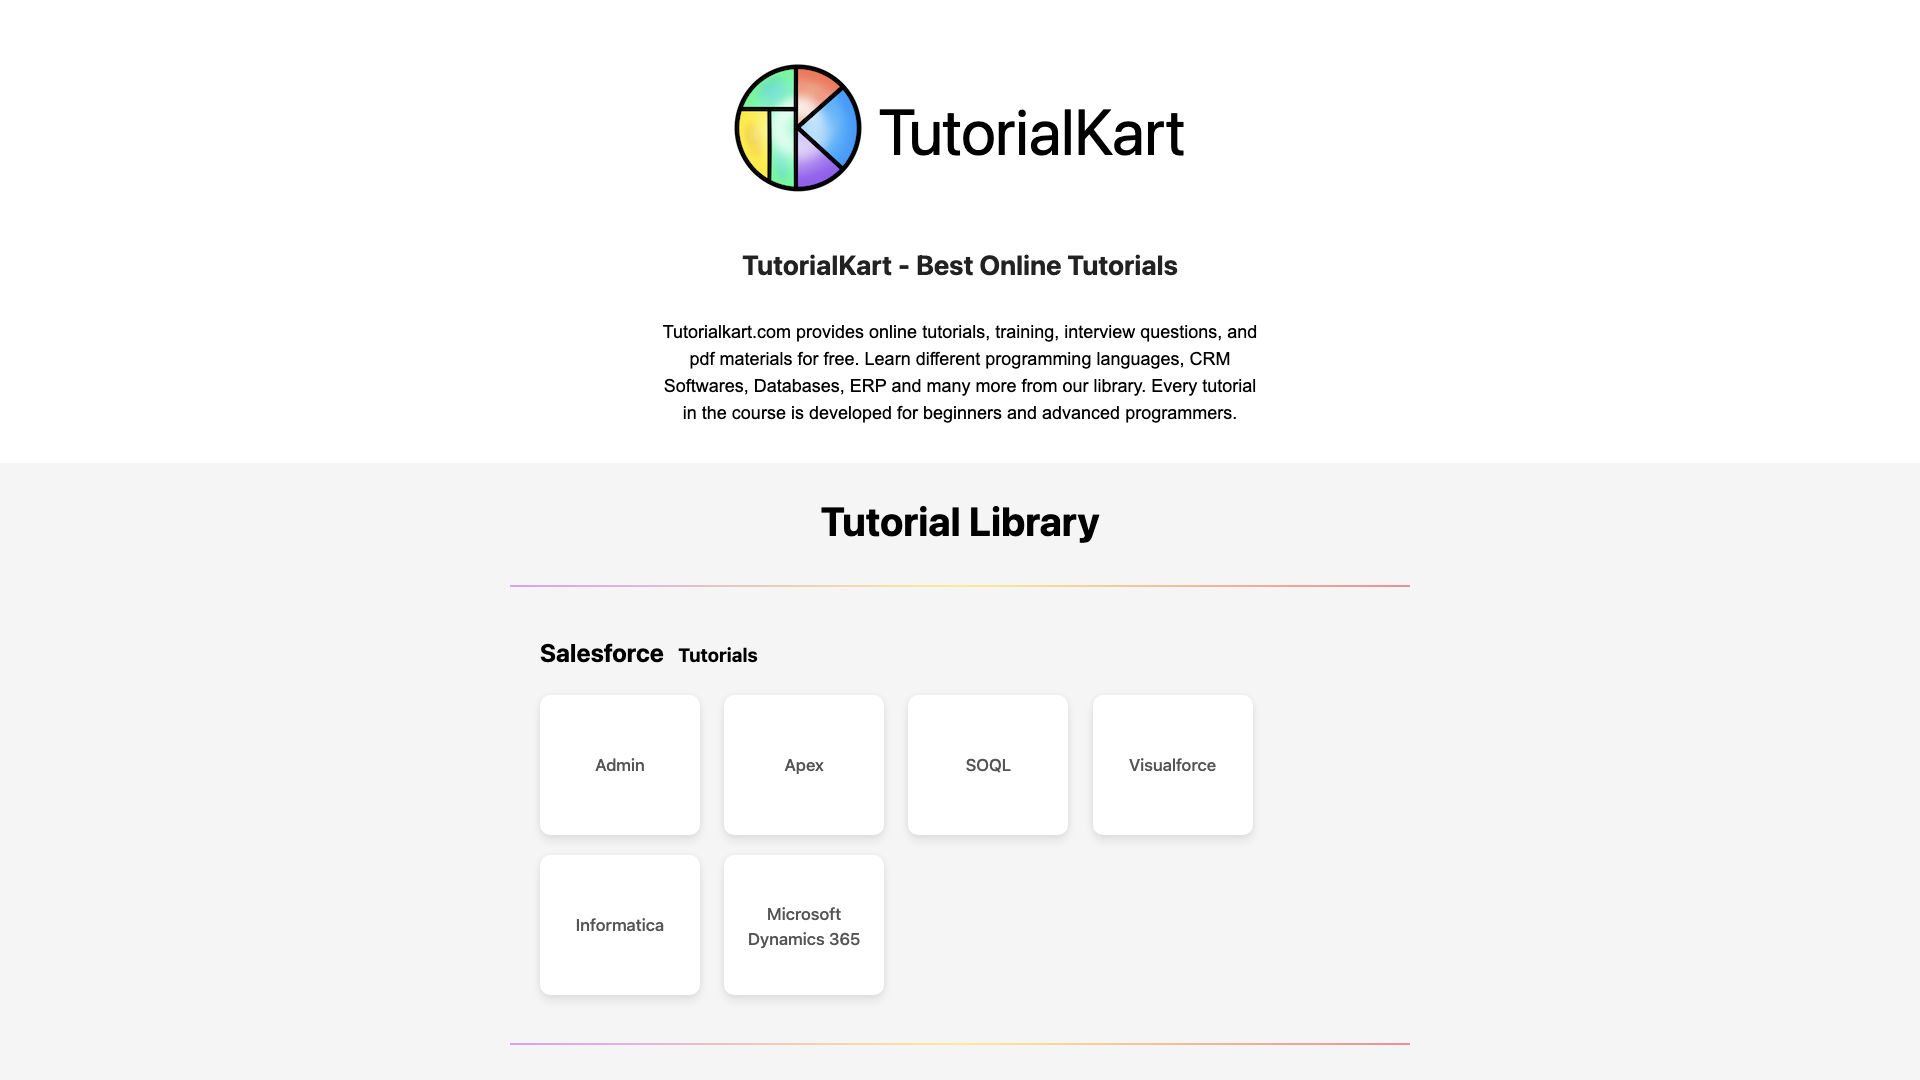 TutorialKart
TutorialKart - Best Online Tutorials
Tutorialkart.com provides online tutorials, training, interview questions, and
pdf materials for free. Learn different programming languages, CRM
Softwares, Databases, ERP and many more from our library. Every tutorial
in the course is developed for beginners and advanced programmers.
Tutorial Library
Salesforce Tutorials
Admin
Apex
SOQL
Visualforce
Informatica
Microsoft
Dynamics 365